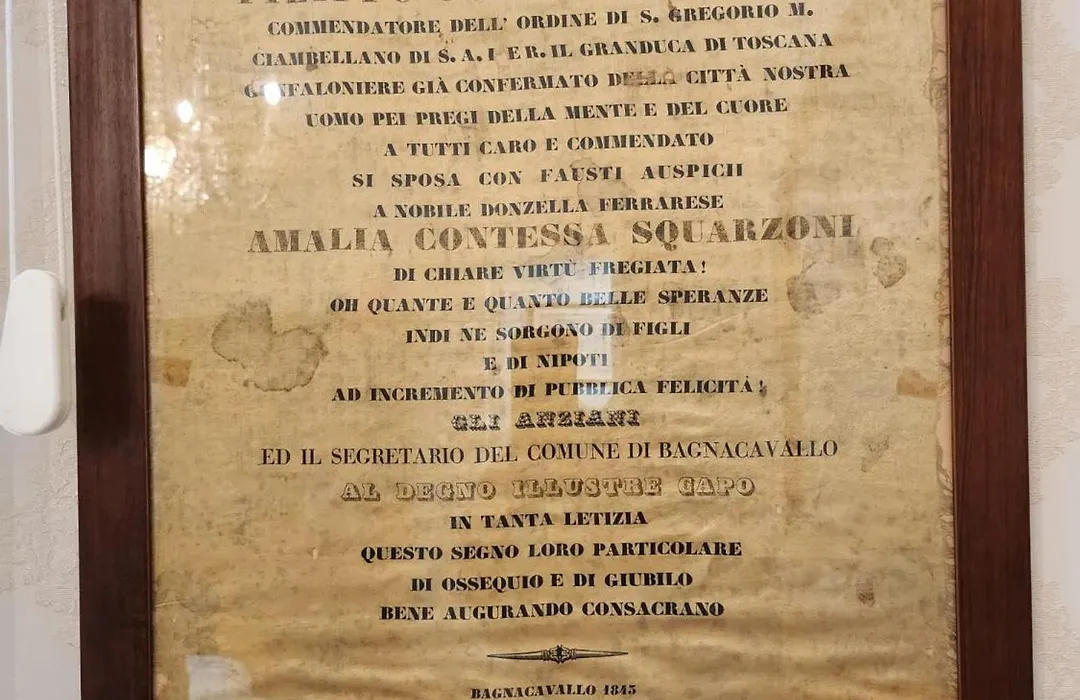 COMMENDATORE DELL' ORDINE DI S. GREGORIO M.
CIAMBELLANO DI S. A. I E R. IL GRANDUCA DI TOSCANA
GONFALONIERE GIÀ CONFERMATO DELLA CITTÀ NOSTRA
UOMO PEI PREGI DELLA MENTE E DEL CUORE
A TUTTI CARO E COMMENDATO
SI SPOSA CON FAUSTI AUSPICII
A NOBILE DONZELLA FERRARESE
AMALIA CONTESSA SQUARZONI
DI CHIARE VIRTÙ FREGIATA!
OH QUANTE E QUANTO BELLE SPERANZE
INDI NE SORGONO DI FIGLI
E DI NIPOTI
AD INCREMENTO DI PUBBLICA FELICITÀ!
GLI ANZIANI
ED IL SEGRETARIO DEL COMUNE DI BAGNACAVALLO
AL DEGNO ILLUSTRE CAPO
IN TANTA LETIZIA
QUESTO SEGNO LORO PARTICOLARE
DI OSSEQUIO E DI GIUBILO
BENE AUGURANDO CONSACRANO
BAGNACAVALLO 1845